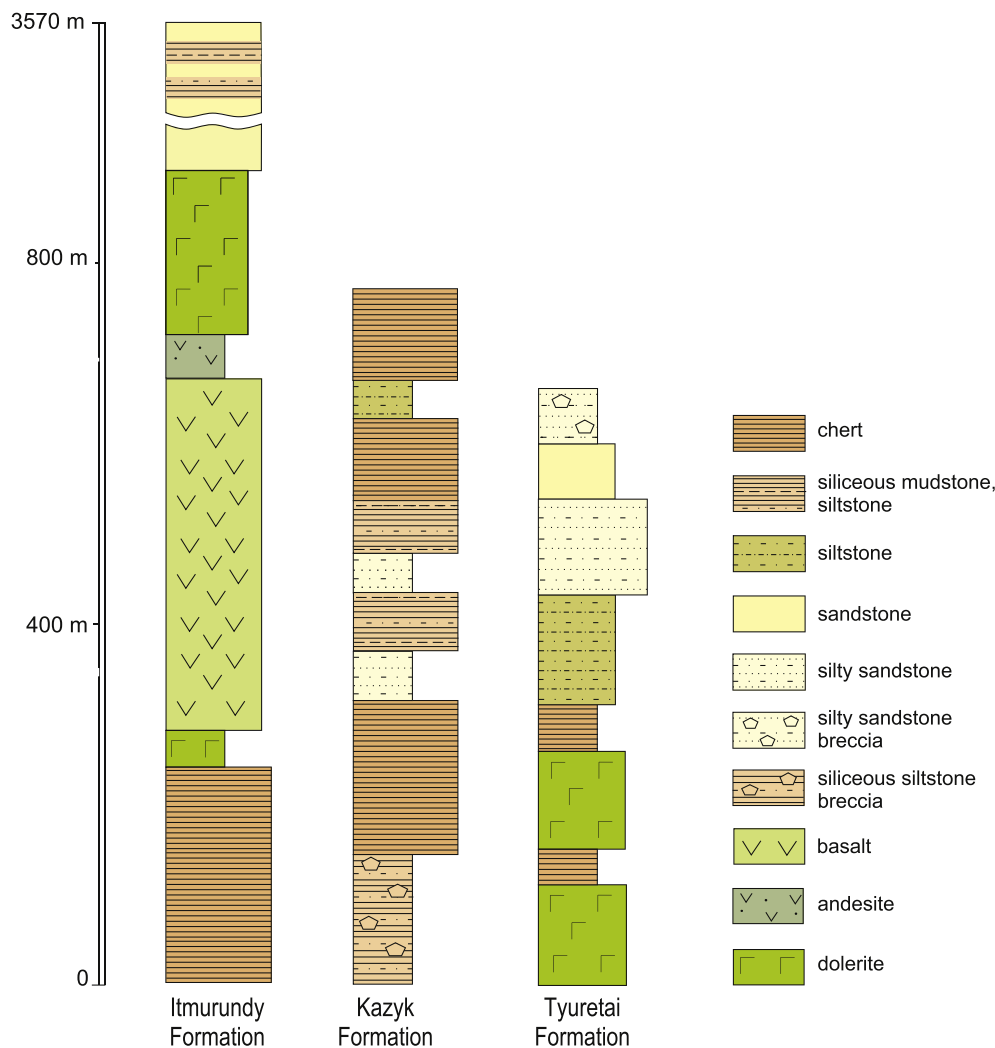 3570 m
800 m
400 m
0
Itmurundy
Formation
Kazyk
Formation
Tyuretai
Formation
chert
siliceous mudstone,
siltstone
siltstone
sandstone
silty sandstone
silty sandstone
breccia
siliceous siltstone
breccia
basalt
andesite
dolerite